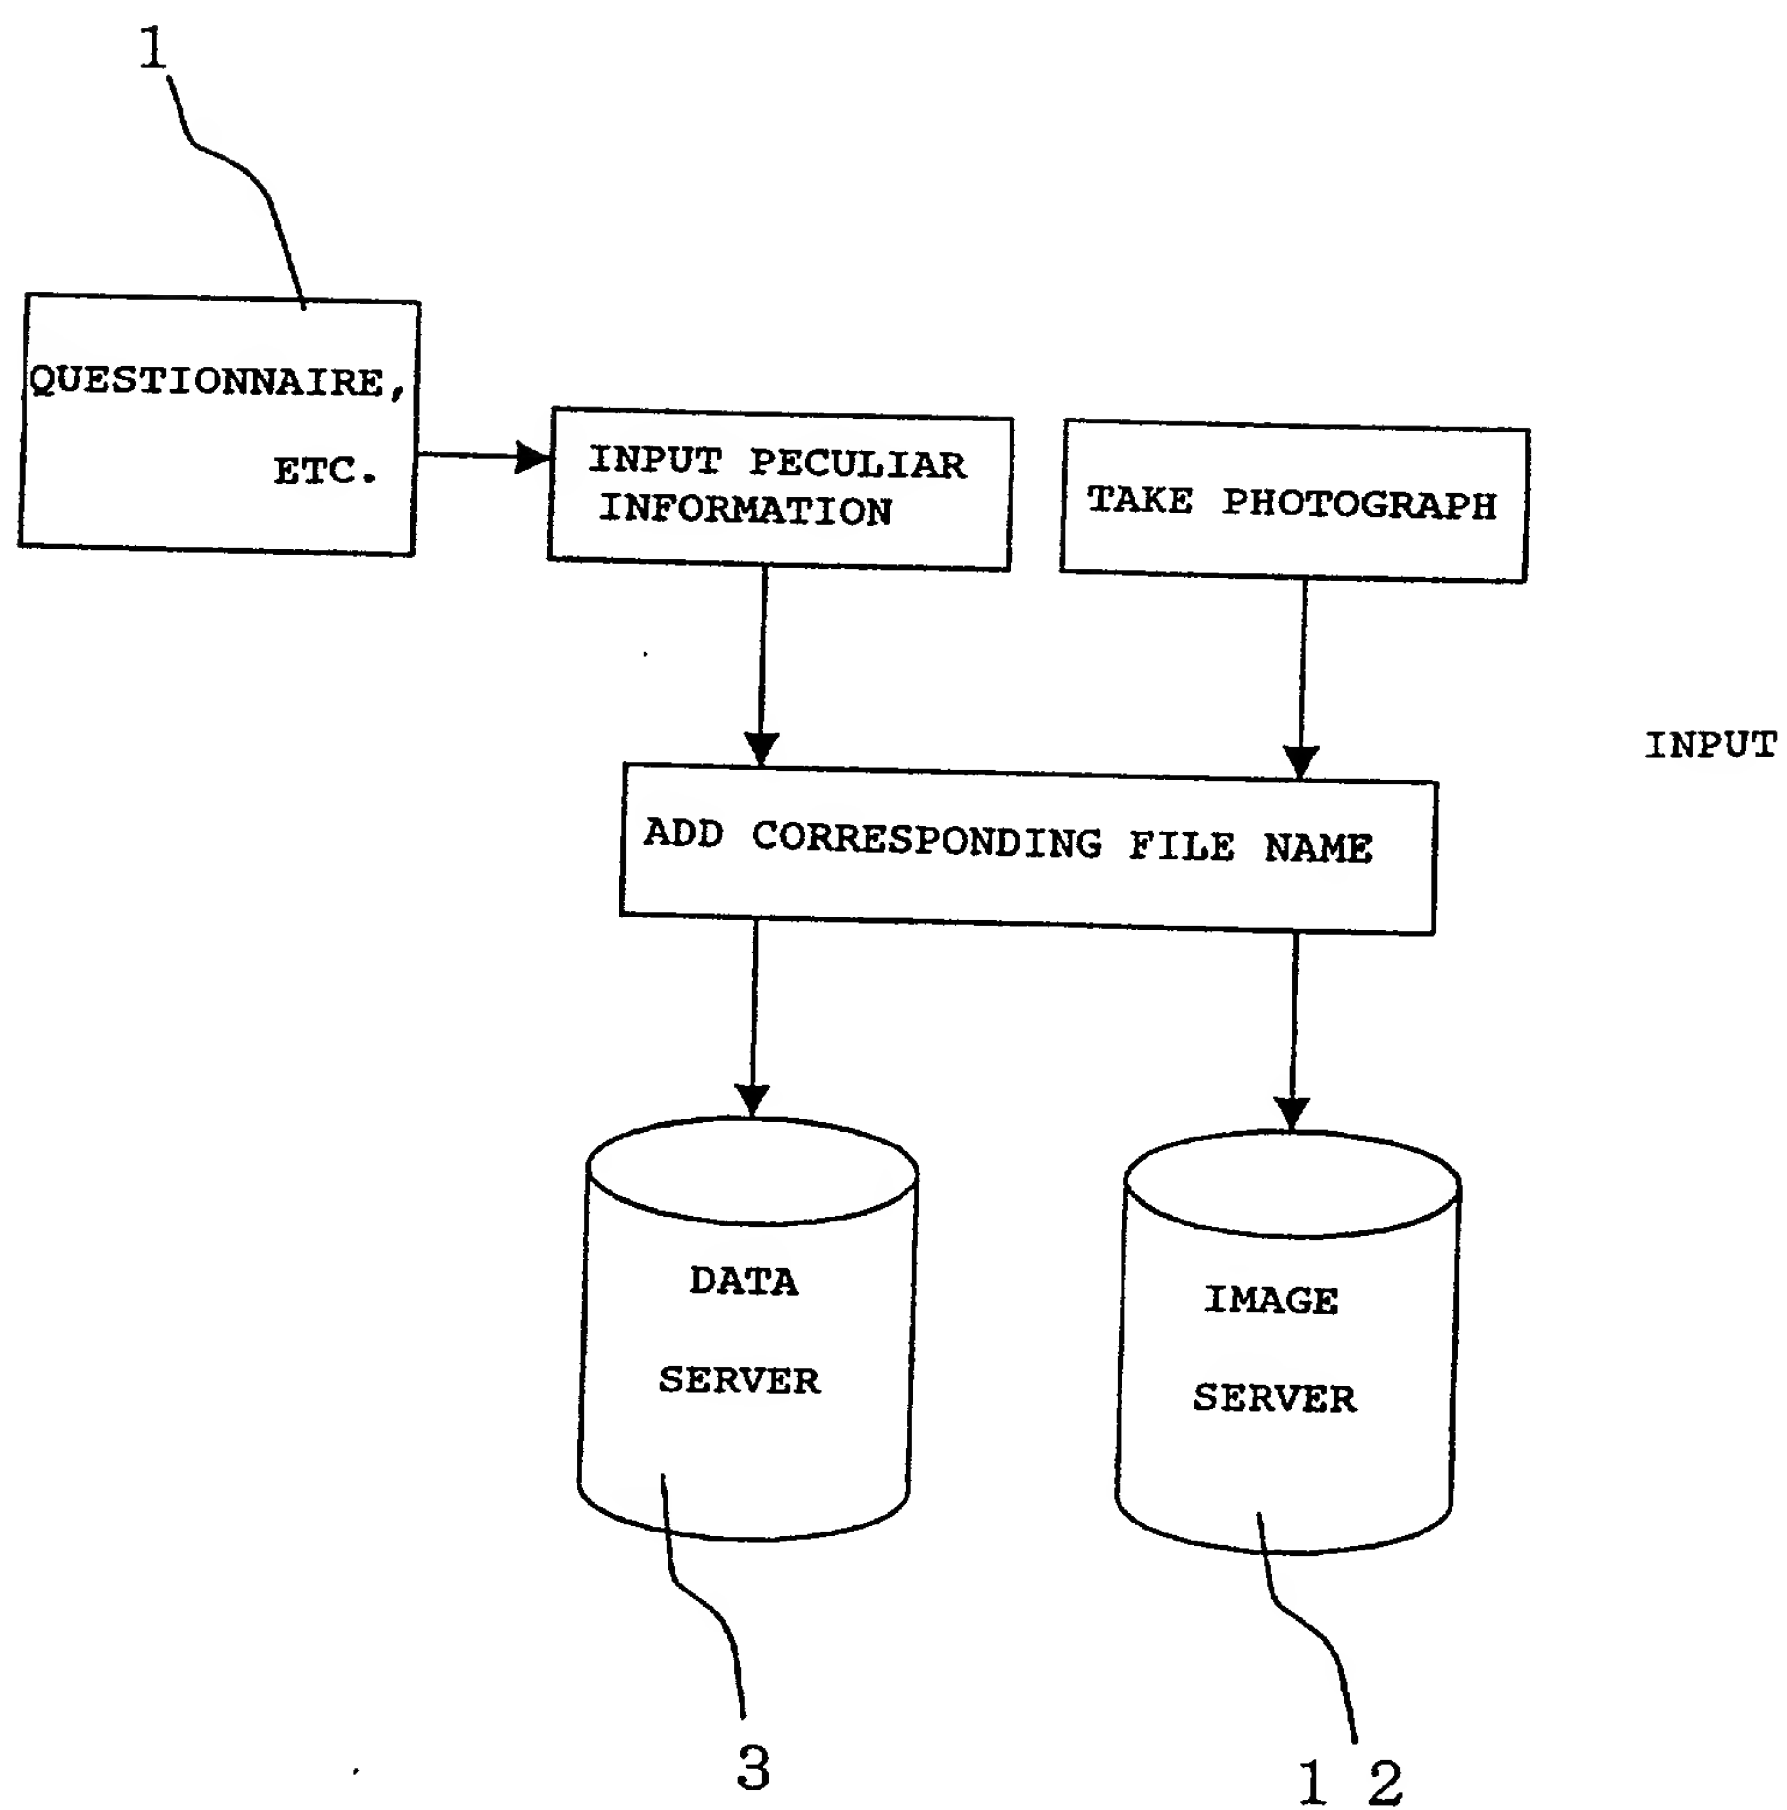 1
QUESTIONNAIRE,
ETC.
INPUT PECULIAR
INFORMATION
TAKE PHOTOGRAPH
INPUT
ADD CORRESPONDING FILE NAME
DATA
SERVER
IMAGE
SERVER
3
1 2